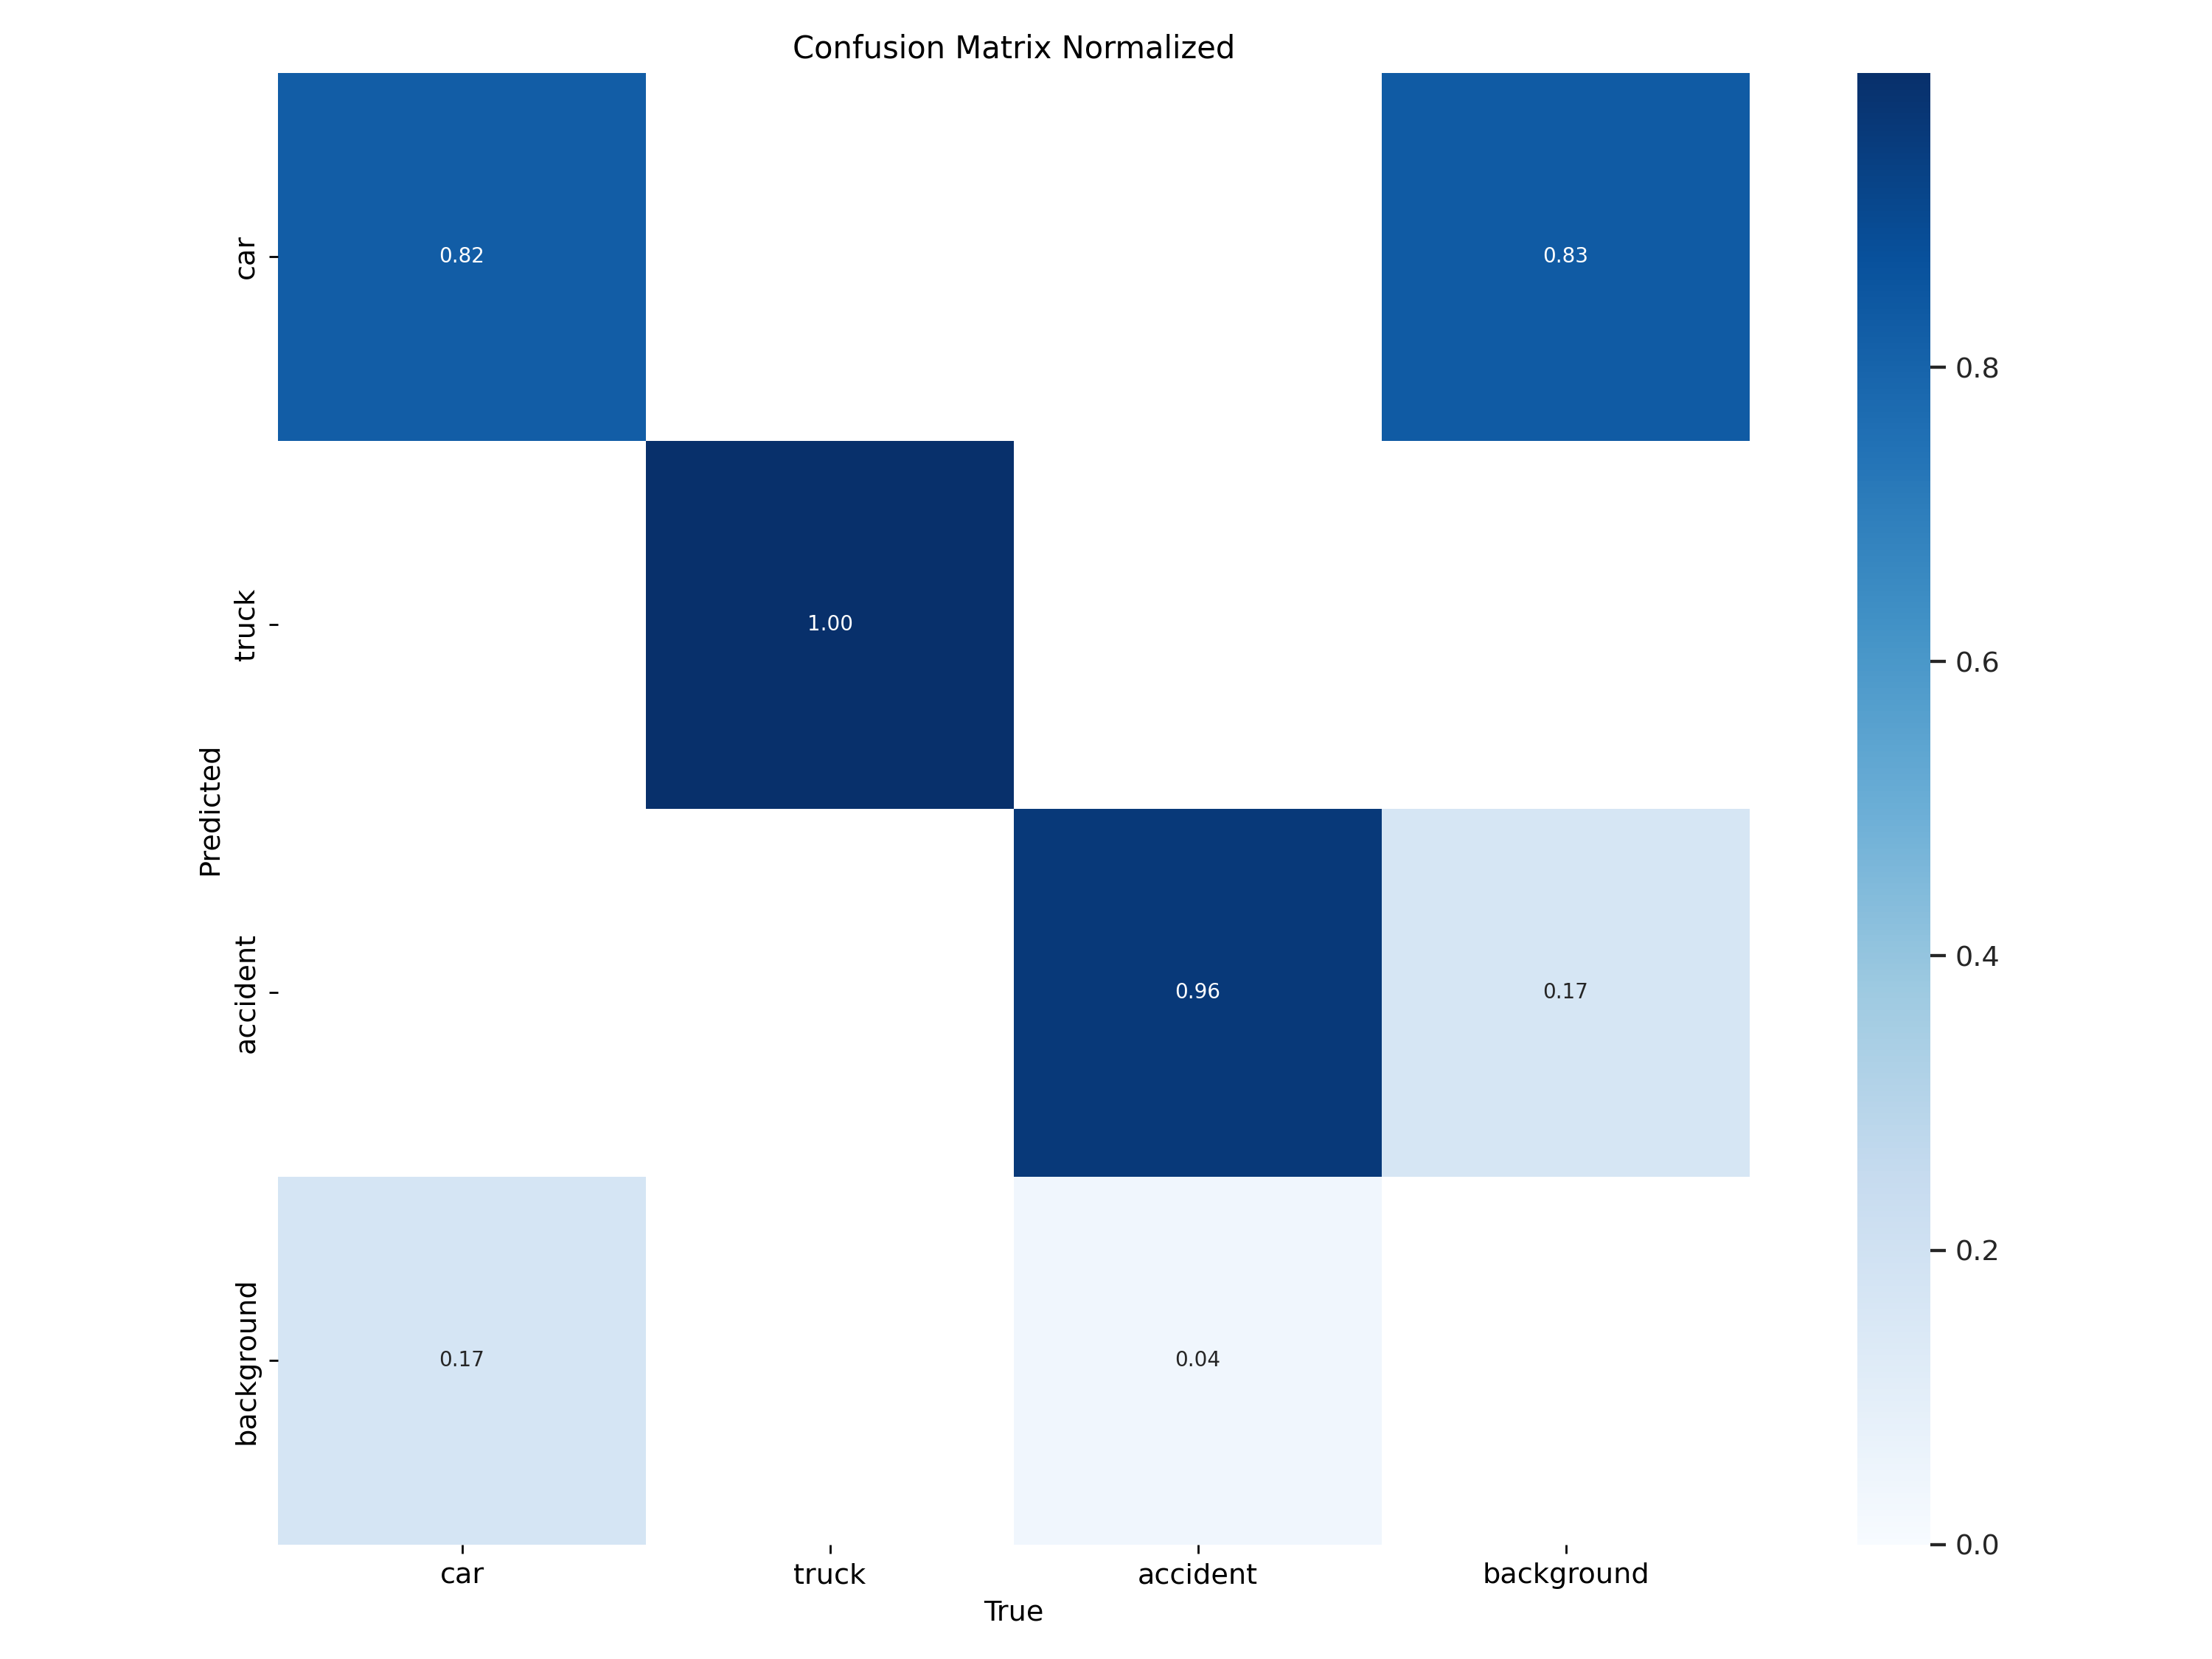 Confusion Matrix Normalized
car
0.82
0.83
0.8
truck
1.00
0.6
Predicted
accident
0.96
0.17
0.4
background
0.17
0.04
0.2
0.0
car
truck
accident
background
True